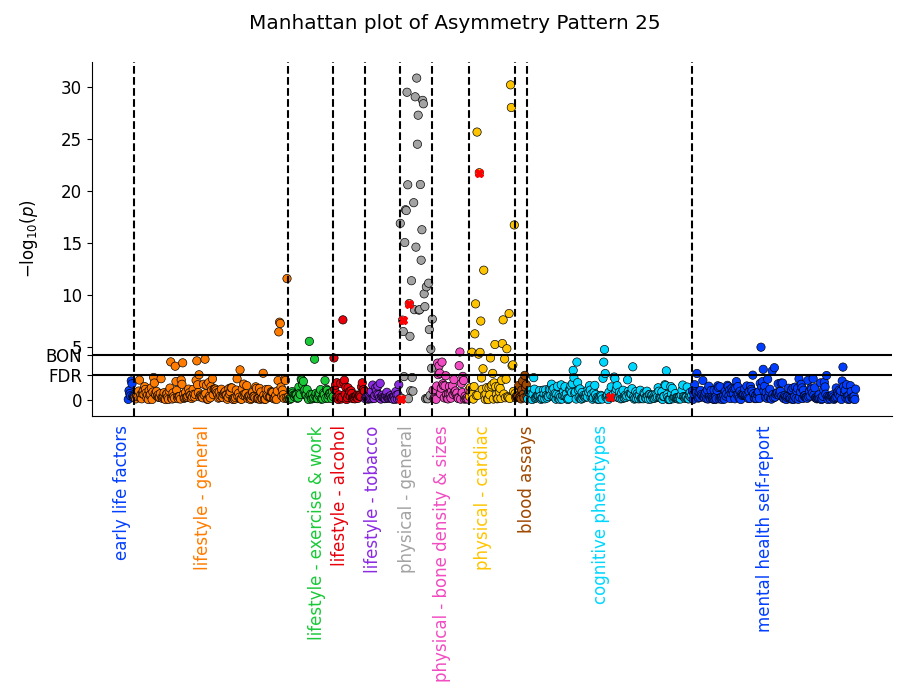 Manhattan plot of Asymmetry Pattern 25
−log10(p)
30
25
20
15
10
5
BON
FDR
0
early life factors
lifestyle - general
lifestyle - exercise & work
lifestyle - alcohol
lifestyle - tobacco
physical - general
physical - bone density & sizes
physical - cardiac
blood assays
cognitive phenotypes
mental health self-report